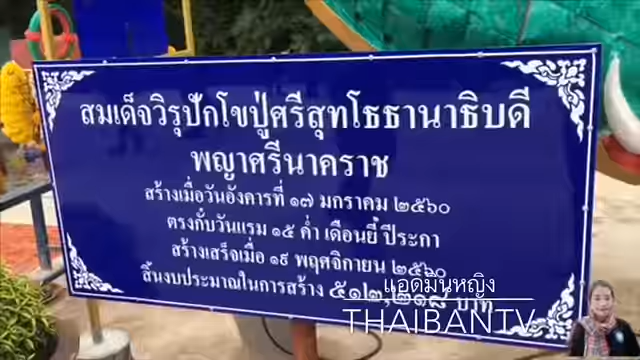 สมเด็จวิรุปักโขปู่ศรีสุทโธธานาธิบดี
พญาศรีนาคราช
สร้างเมื่อวันอังคารที่ ๑๗ มกราคม ๒๕๖๐
ตรงกับวันแรม ๑๕ ค่ำ เดือนยี่ ปีระกา
สร้างเสร็จเมื่อ ๑๙ พฤศจิกายน ๒๕๖๐
สิ้นงบประมาณในการสร้าง ๕๑๒,๒๑๘ บาท
แอดมินหญิง
THAIBANTV